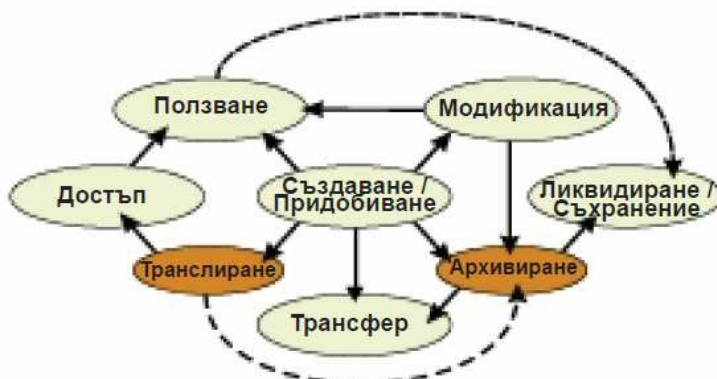 Ползване
Модификация
Достъп
Създаване /
Придобиване
Ликвидиране /
Съхранение
Транслиране
Архивиране
Трансфер